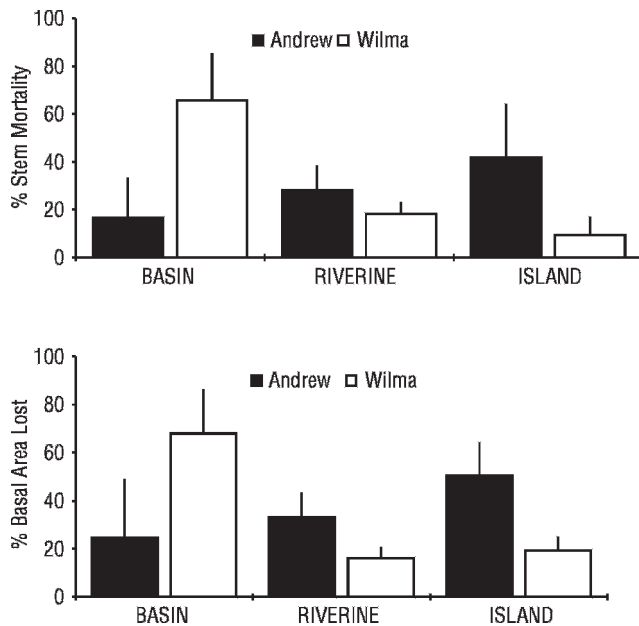 100
80
60
40
20
0
% Stem Mortality
Andrew Wilma
BASIN RIVERINE ISLAND
100
80
60
40
20
0
% Basal Area Lost
Andrew Wilma
BASIN RIVERINE ISLAND